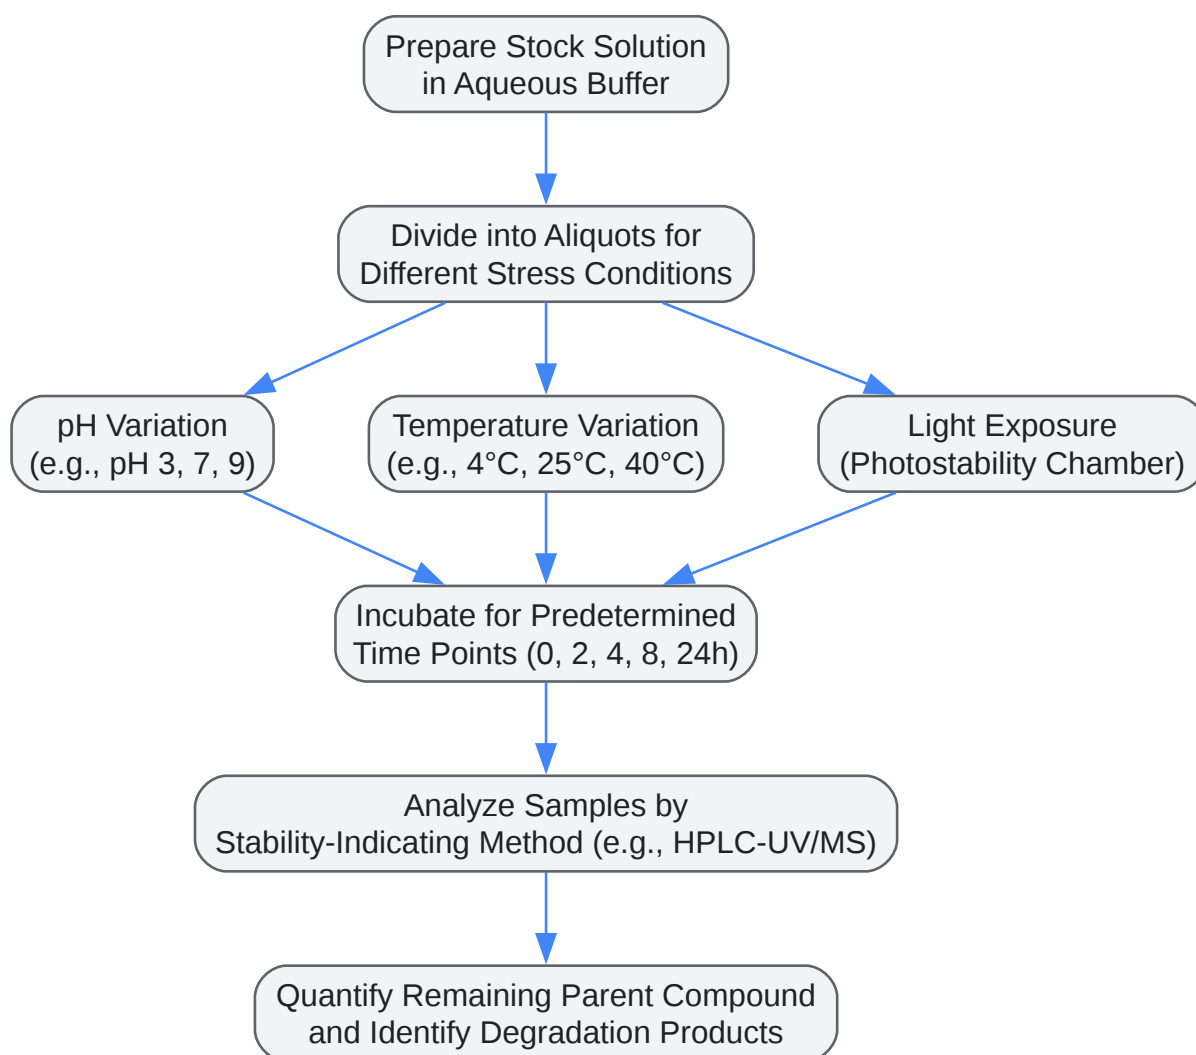 Prepare Stock Solution
in Aqueous Buffer
Divide into Aliquots for
Different Stress Conditions
pH Variation
(e.g., pH 3, 7, 9)
Temperature Variation
(e.g., 4°C, 25°C, 40°C)
Light Exposure
(Photostability Chamber)
Incubate for Predetermined
Time Points (0, 2, 4, 8, 24h)
Analyze Samples by
Stability-Indicating Method (e.g., HPLC-UV/MS)
Quantify Remaining Parent Compound
and Identify Degradation Products